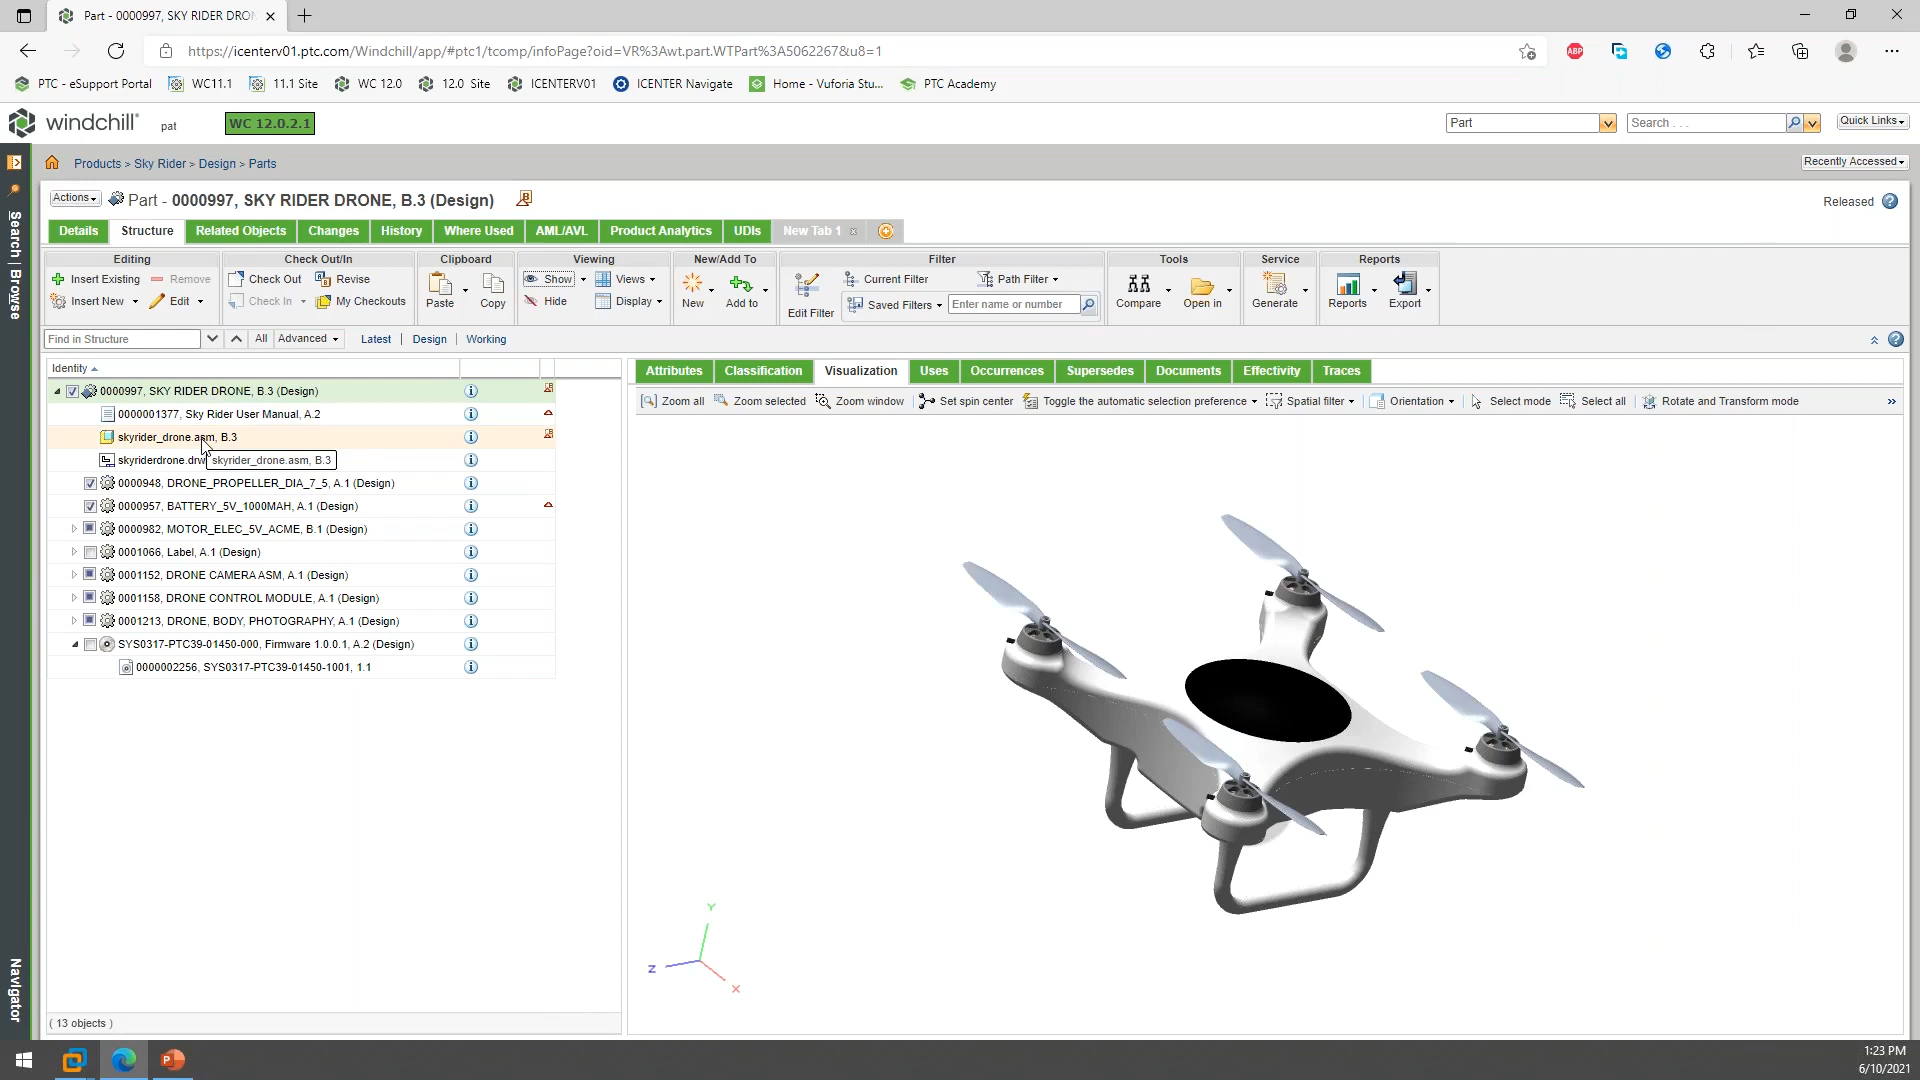 Part - 0000997, SKY RIDER DRON
https://icenterv01.ptc.com/Windchill/app/#ptc1/tcomp/infoPage?oid=VR%3Awt.part.WTPart%3A5062267&u8=1
ABP
PTC - eSupport Portal WC11.1 11.1 Site WC 12.0 12.0 Site ICENTERV01 ICENTER Navigate Home - Vuforia Stu... PTC Academy
windchill® pat WC 12.0.2.1 Part Search . . . Quick Links
Products > Sky Rider > Design > Parts Recently Accessed
Actions Part - 0000997, SKY RIDER DRONE, B.3 (Design) Released
Details Structure Related Objects Changes History Where Used AML/AVL Product Analytics UDIs New Tab 1
Editing Check Out/In Clipboard Viewing New/Add To Filter Tools Service Reports
Insert Existing Remove Check Out Revise Show Views Current Filter Path Filter
Insert New Edit Check In My Checkouts Paste Copy Hide Display New Add to Edit Filter Saved Filters Enter name or number Compare Open in Generate Reports Export
Find in Structure All Advanced Latest Design Working
Identity
Attributes Classification Visualization Uses Occurrences Supersedes Documents Effectivity Traces
Zoom all Zoom selected Zoom window Set spin center Toggle the automatic selection preference Spatial filter Orientation Select mode Select all Rotate and Transform mode »
0000997, SKY RIDER DRONE, B.3 (Design)
0000001377, Sky Rider User Manual, A.2
skyrider_drone.asm, B.3
skyriderdrone.drw skyrider_drone.asm, B.3
0000948, DRONE_PROPELLER_DIA_7_5, A.1 (Design)
0000957, BATTERY_5V_1000MAH, A.1 (Design)
0000982, MOTOR_ELEC_5V_ACME, B.1 (Design)
0001066, Label, A.1 (Design)
0001152, DRONE CAMERA ASM, A.1 (Design)
0001158, DRONE CONTROL MODULE, A.1 (Design)
0001213, DRONE, BODY, PHOTOGRAPHY, A.1 (Design)
SYS0317-PTC39-01450-000, Firmware 1.0.0.1, A.2 (Design)
0000002256, SYS0317-PTC39-01450-1001, 1.1
Search | Browse
Navigator
Y
Z
X
( 13 objects )
1:23 PM
6/10/2021